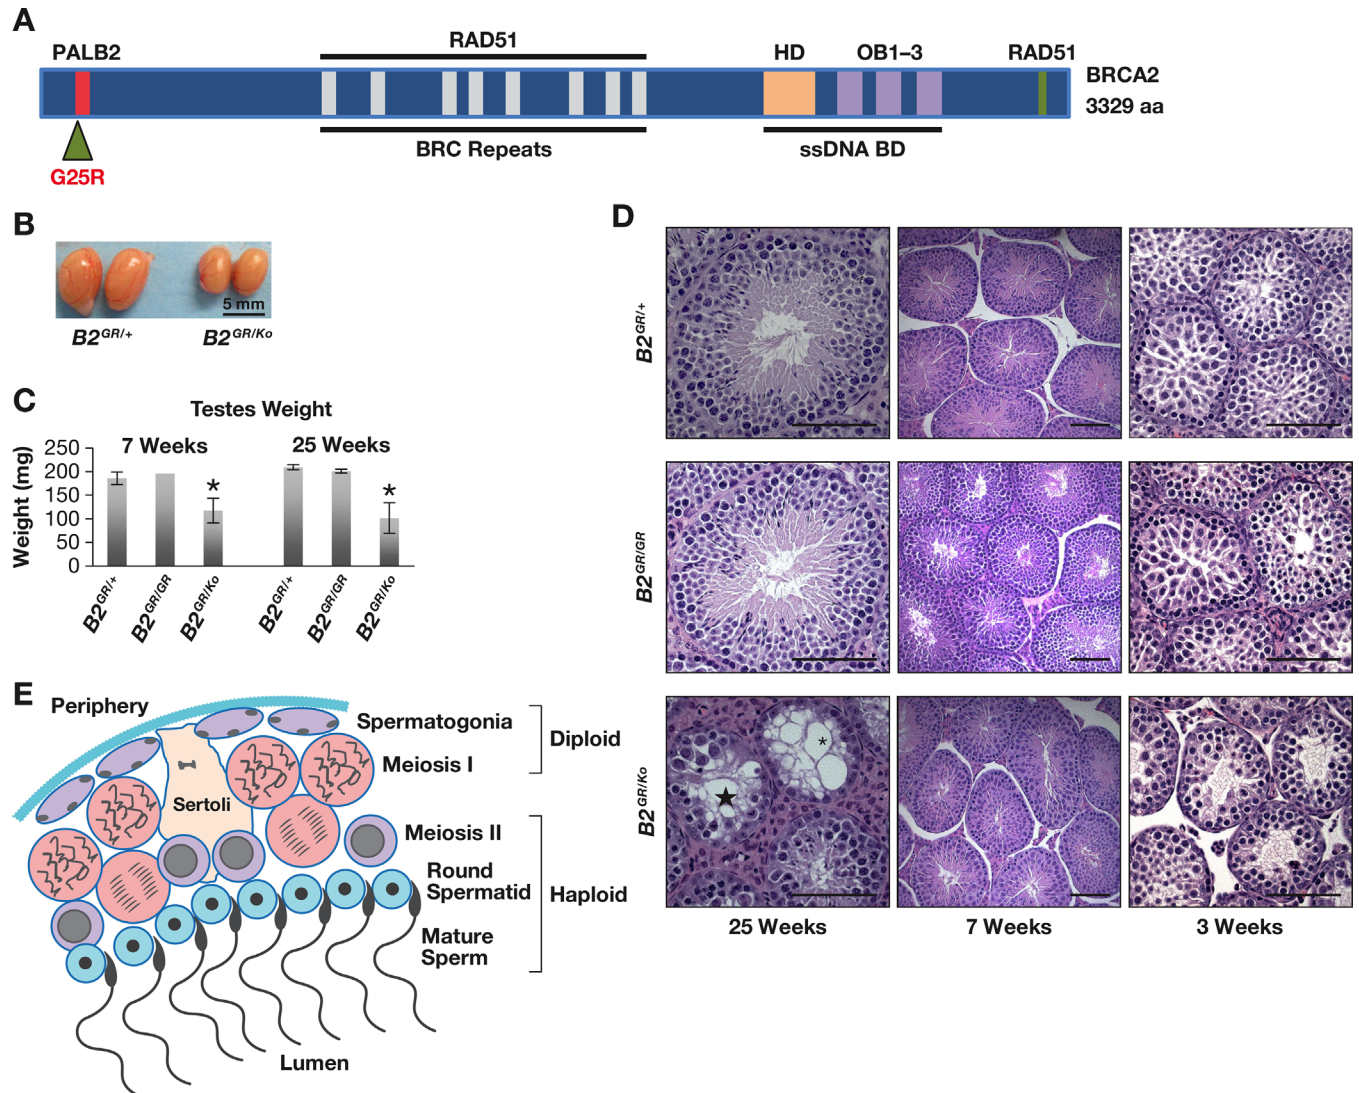 A
PALB2
RAD51
HD
OB1–3
RAD51
BRCA2
3329 aa
BRC Repeats
ssDNA BD
G25R
B
5 mm
B2GR/+
B2GR/Ko
C
Testes Weight
7 Weeks
25 Weeks
Weight (mg)
250
200
150
100
50
0
B2GR/+
B2GR/GR
B2GR/Ko
B2GR/+
B2GR/GR
B2GR/Ko
*
*
D
B2GR/+
B2GR/GR
B2GR/Ko
*
★
25 Weeks
7 Weeks
3 Weeks
E
Periphery
Spermatogonia
Diploid
Meiosis I
Sertoli
Meiosis II
Round
Spermatid
Haploid
Mature
Sperm
Lumen